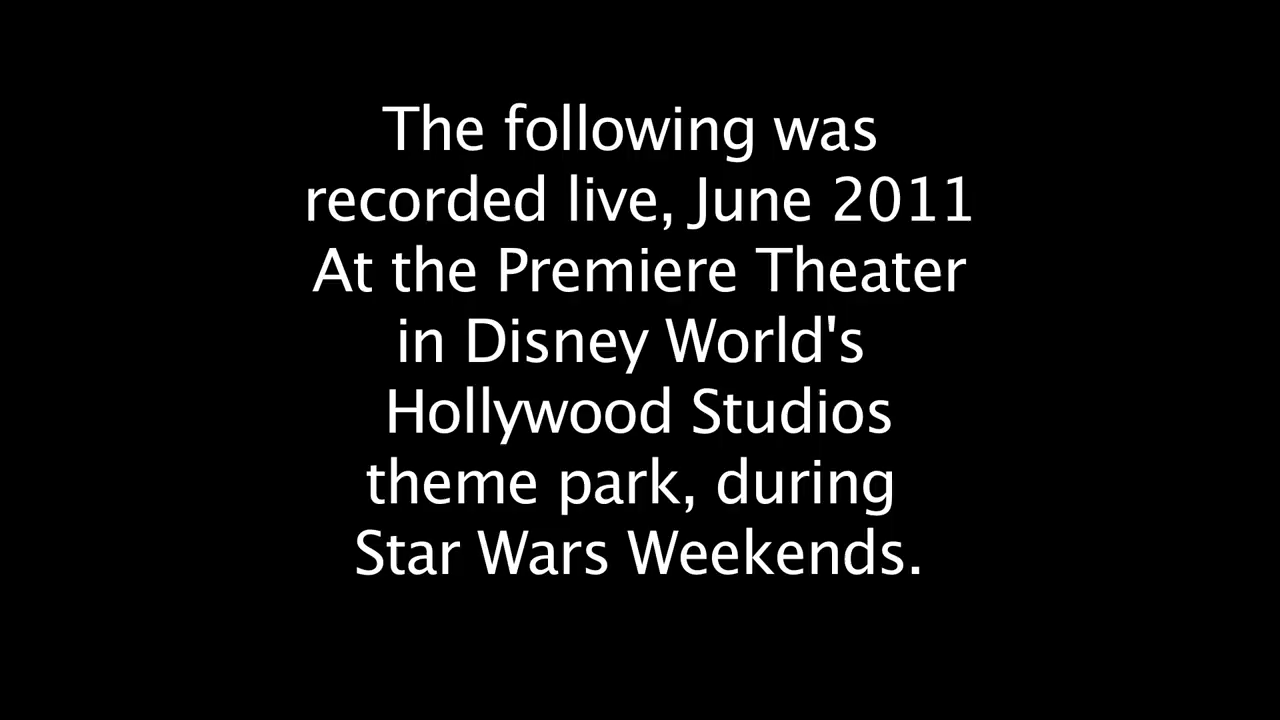 The following was
recorded live, June 2011
At the Premiere Theater
in Disney World's
Hollywood Studios
theme park, during
Star Wars Weekends.